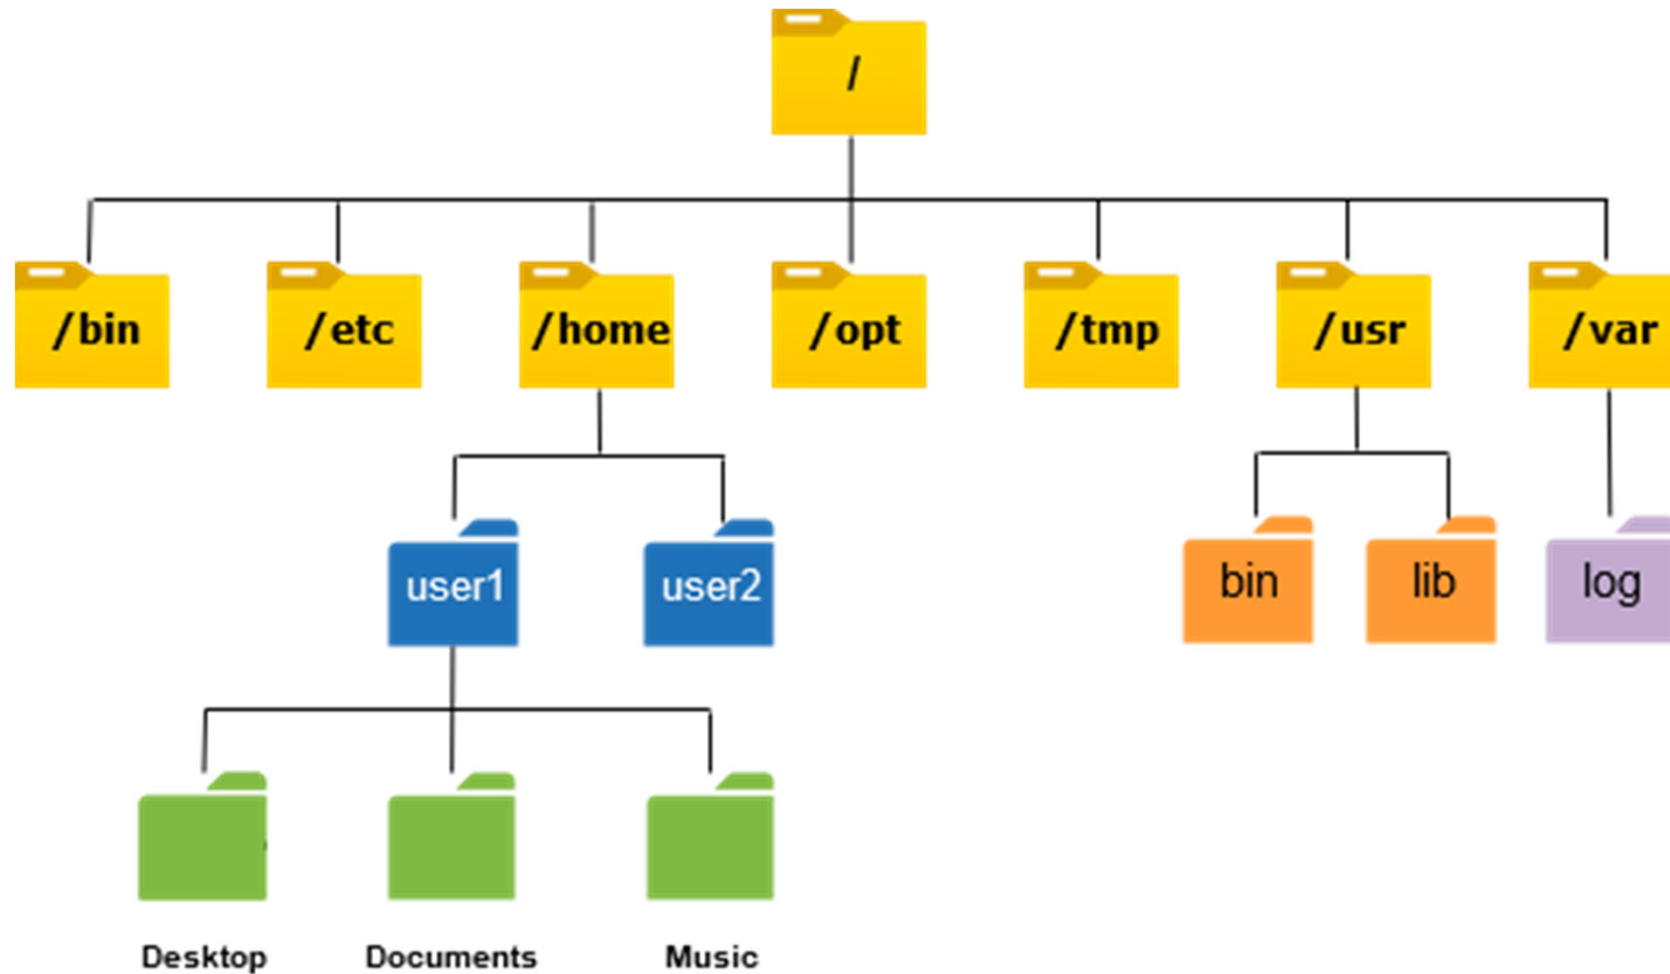 /
/bin /etc /home /opt /tmp /usr /var
user1 user2 bin lib log
Desktop Documents Music